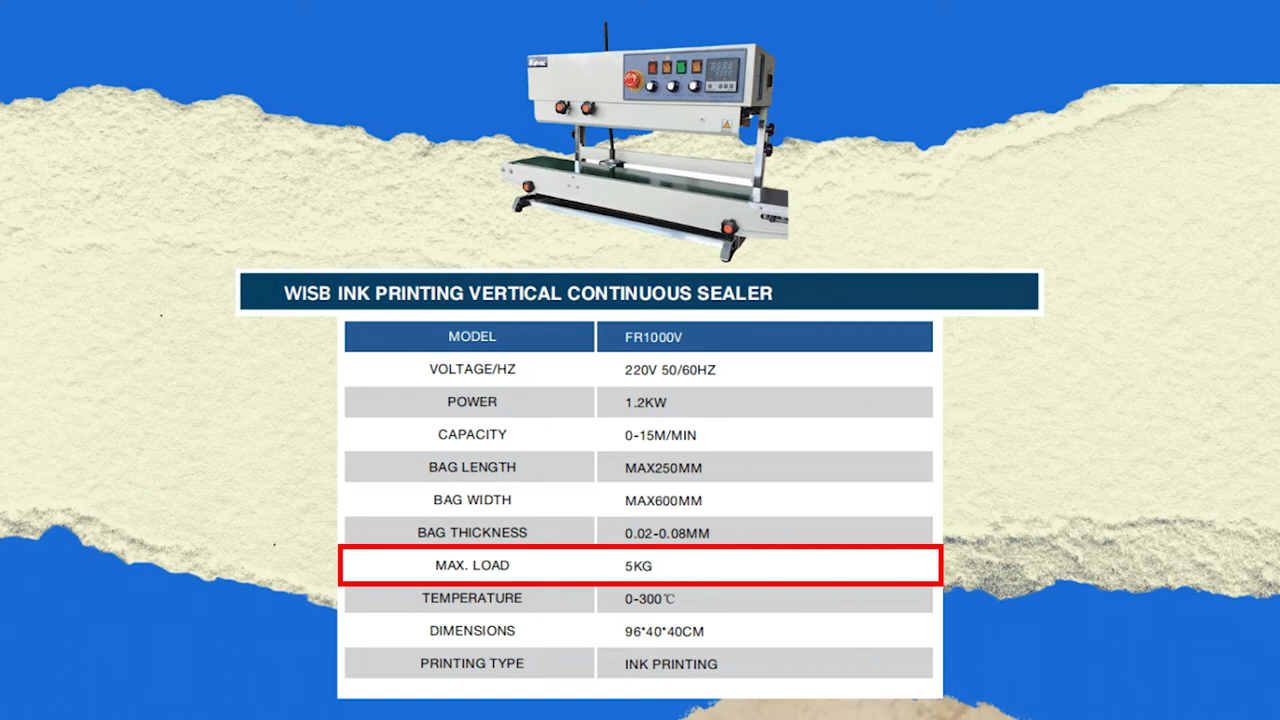 WISB INK PRINTING VERTICAL CONTINUOUS SEALER
MODEL FR1000V
VOLTAGE/HZ 220V 50/60HZ
POWER 1.2KW
CAPACITY 0-15M/MIN
BAG LENGTH MAX250MM
BAG WIDTH MAX600MM
BAG THICKNESS 0.02-0.08MM
MAX. LOAD 5KG
TEMPERATURE 0-300℃
DIMENSIONS 96*40*40CM
PRINTING TYPE INK PRINTING